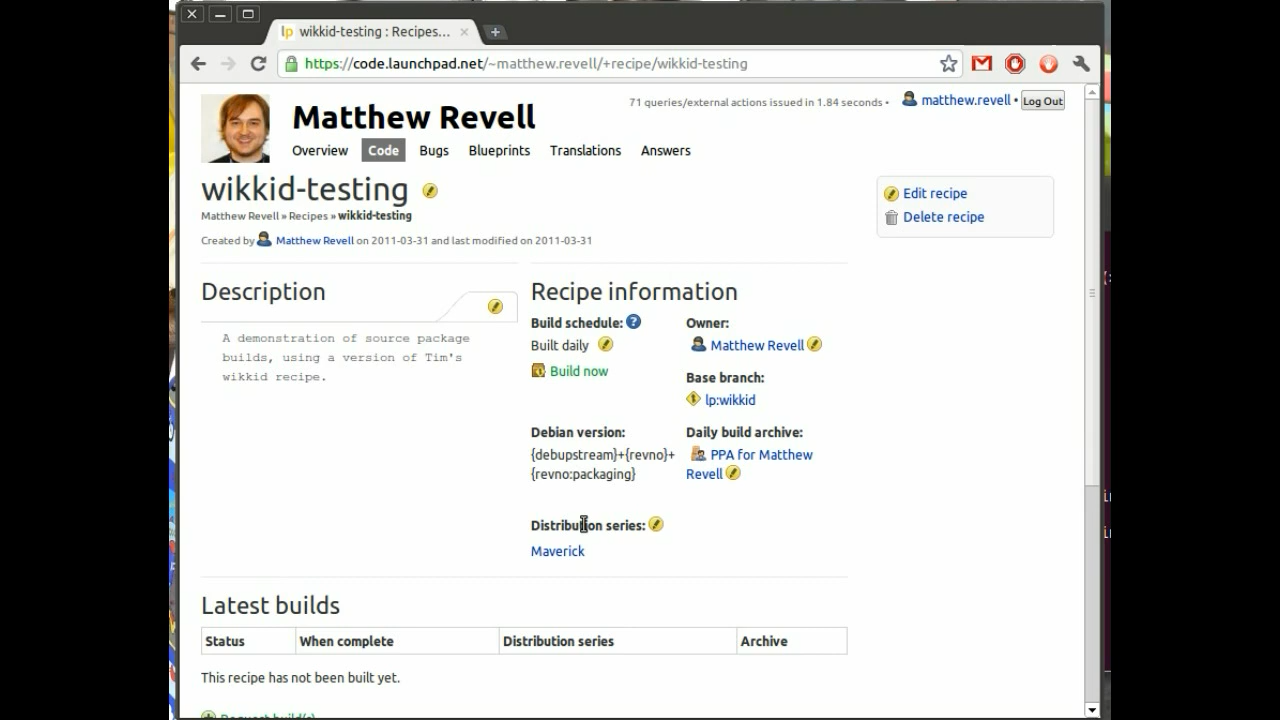 wikkid-testing : Recipes...
https://code.launchpad.net/~matthew.revell/+recipe/wikkid-testing
71 queries/external actions issued in 1.84 seconds •
matthew.revell • Log Out
Matthew Revell
Overview Code Bugs Blueprints Translations Answers
wikkid-testing
Matthew Revell » Recipes » wikkid-testing
Created by Matthew Revell on 2011-03-31 and last modified on 2011-03-31
Edit recipe
Delete recipe
Description
A demonstration of source package
builds, using a version of Tim's
wikkid recipe.
Recipe information
Build schedule:
Built daily
Build now
Owner:
Matthew Revell
Base branch:
lp:wikkid
Debian version:
{debupstream}+{revno}+
{revno:packaging}
Daily build archive:
PPA for Matthew
Revell
Distribution series:
Maverick
Latest builds
Status When complete Distribution series Archive
This recipe has not been built yet.
Request build(s)